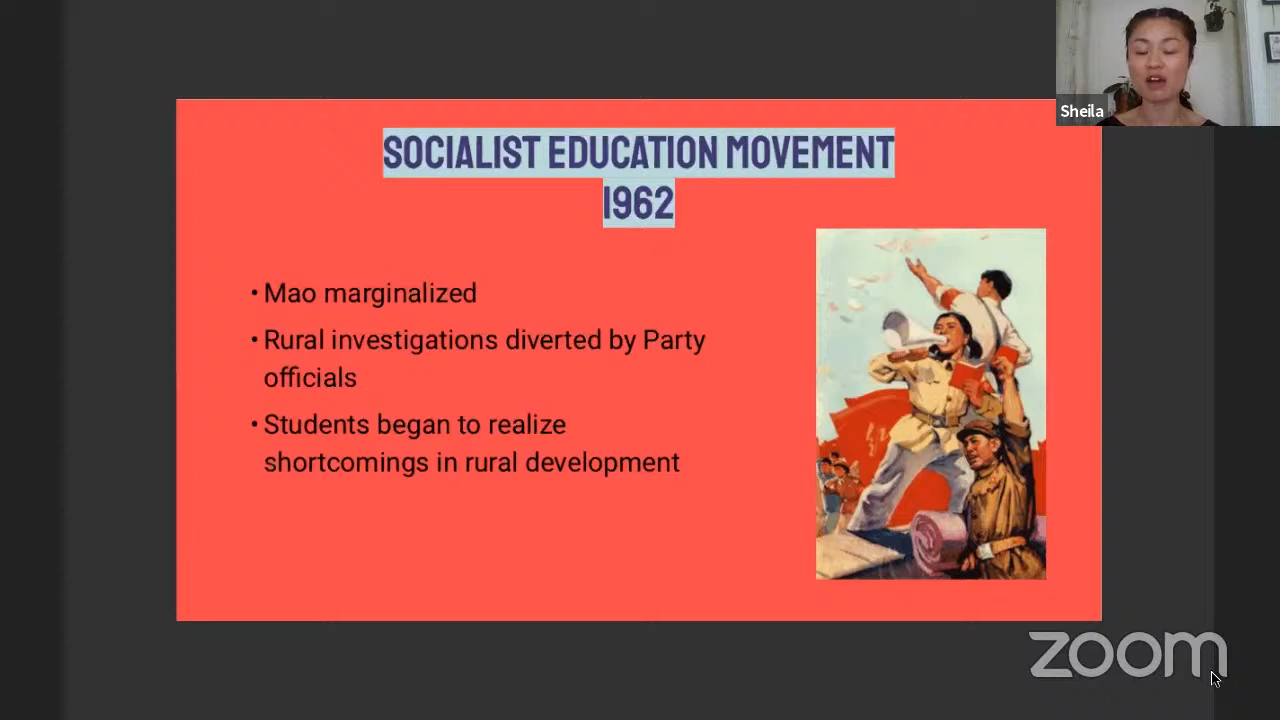 Sheila
SOCIALIST EDUCATION MOVEMENT
1962
• Mao marginalized
• Rural investigations diverted by Party
officials
• Students began to realize
shortcomings in rural development
zoom